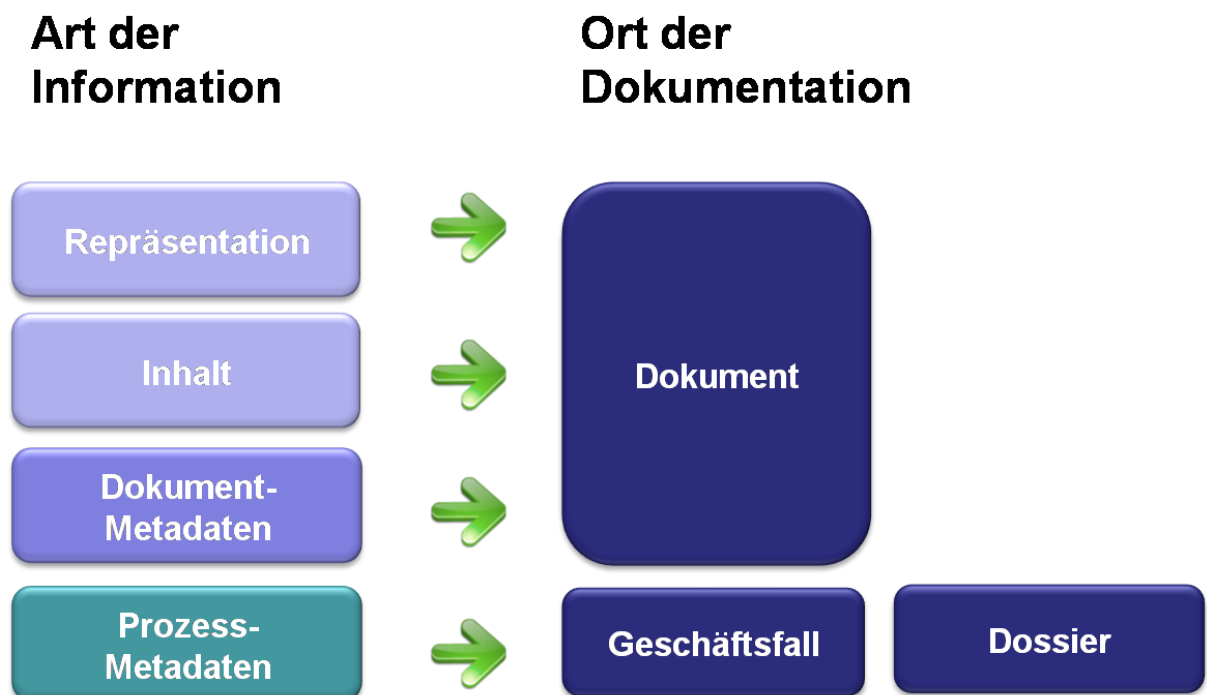 Art der
Information
Ort der
Dokumentation
Repräsentation
Inhalt
Dokument
Dokument-
Metadaten
Prozess-
Metadaten
Geschäftsfall
Dossier